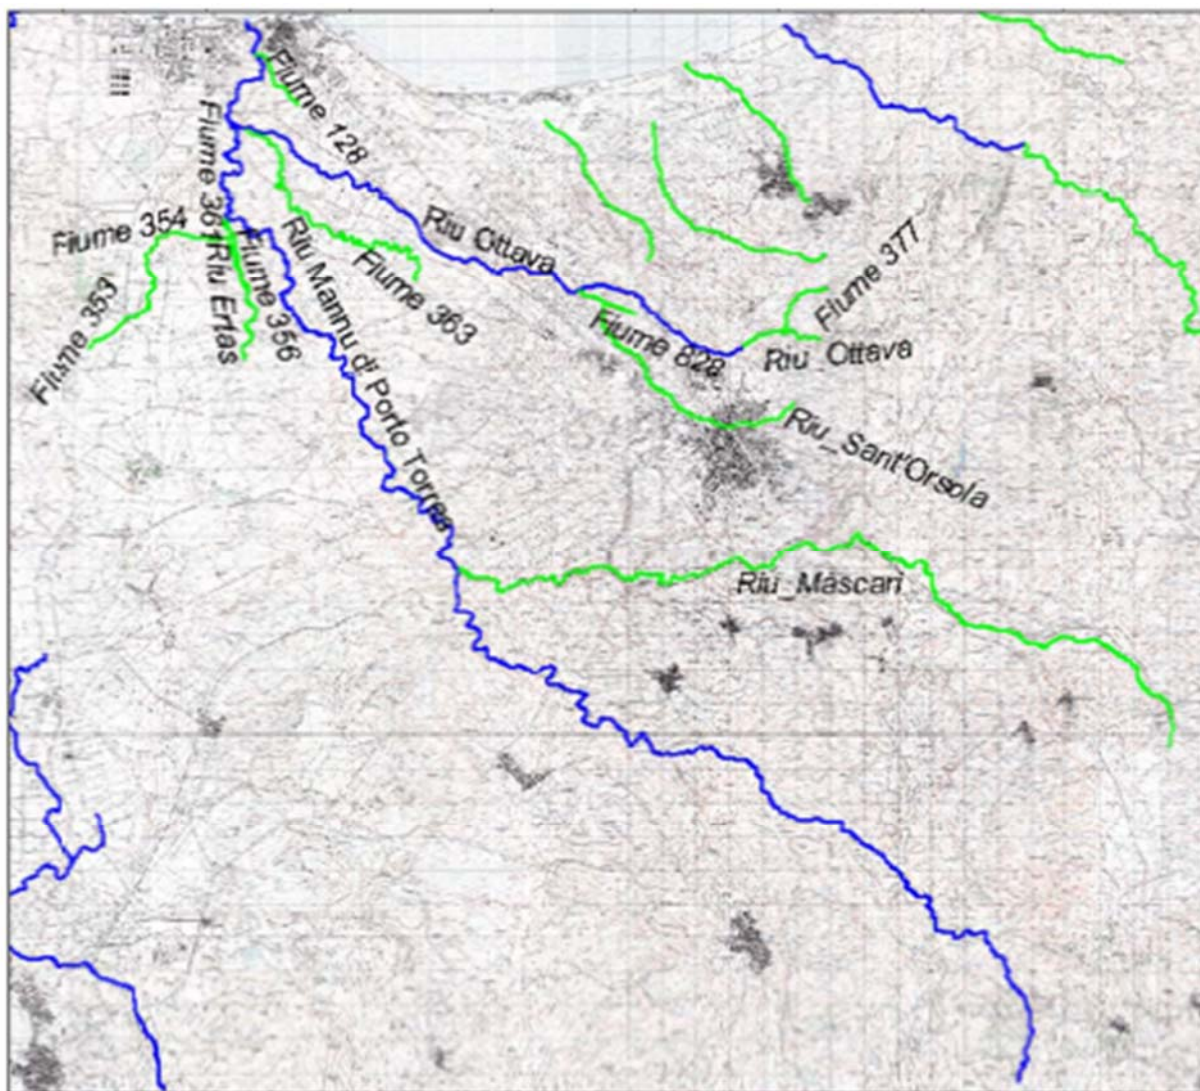 Fiume 128
Fiume 361
Fiume 354
Riu Ottava
Fiume 377
Riu Ertas
Fiume 356
Riu Mannu di Porto Torres
Fiume 363
Fiume 353
Fiume 828
Riu_Ottava
Riu_Sant'Orsola
Riu_Mascari